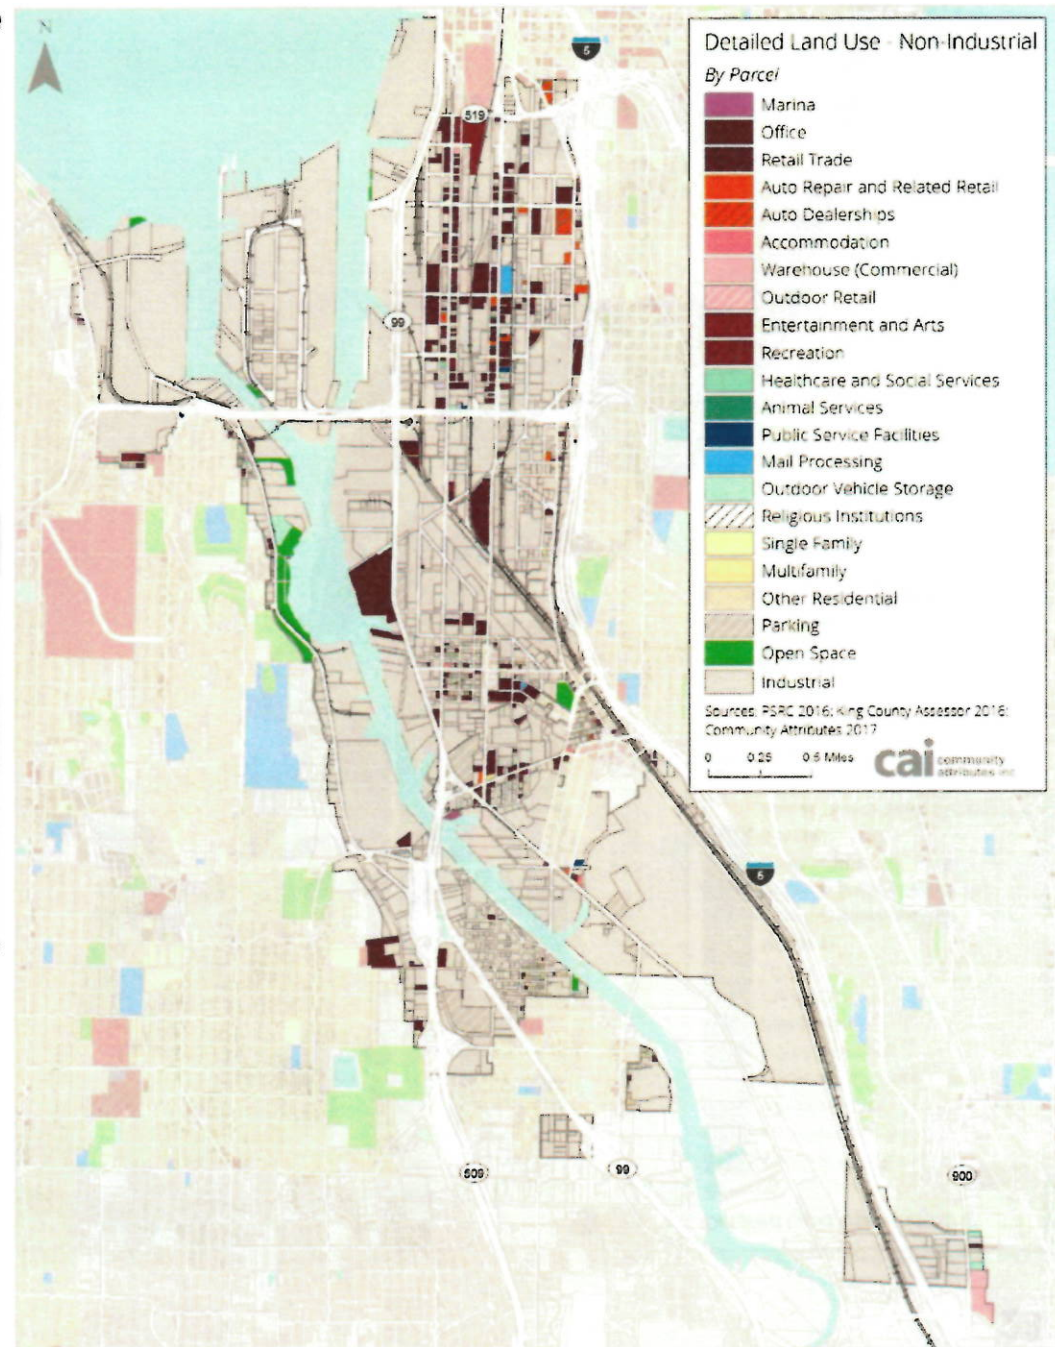 N
5
519
99
Detailed Land Use - Non-Industrial
By Parcel
Marina
Office
Retail Trade
Auto Repair and Related Retail
Auto Dealerships
Accommodation
Warehouse (Commercial)
Outdoor Retail
Entertainment and Arts
Recreation
Healthcare and Social Services
Animal Services
Public Service Facilities
Mail Processing
Outdoor Vehicle Storage
Religious Institutions
Single Family
Multifamily
Other Residential
Parking
Open Space
Industrial
Sources: PSRC 2016; King County Assessor 2016;
Community Attributes 2017
0 0.25 0.5 Miles
cai community
attributes inc
5
509
99
900